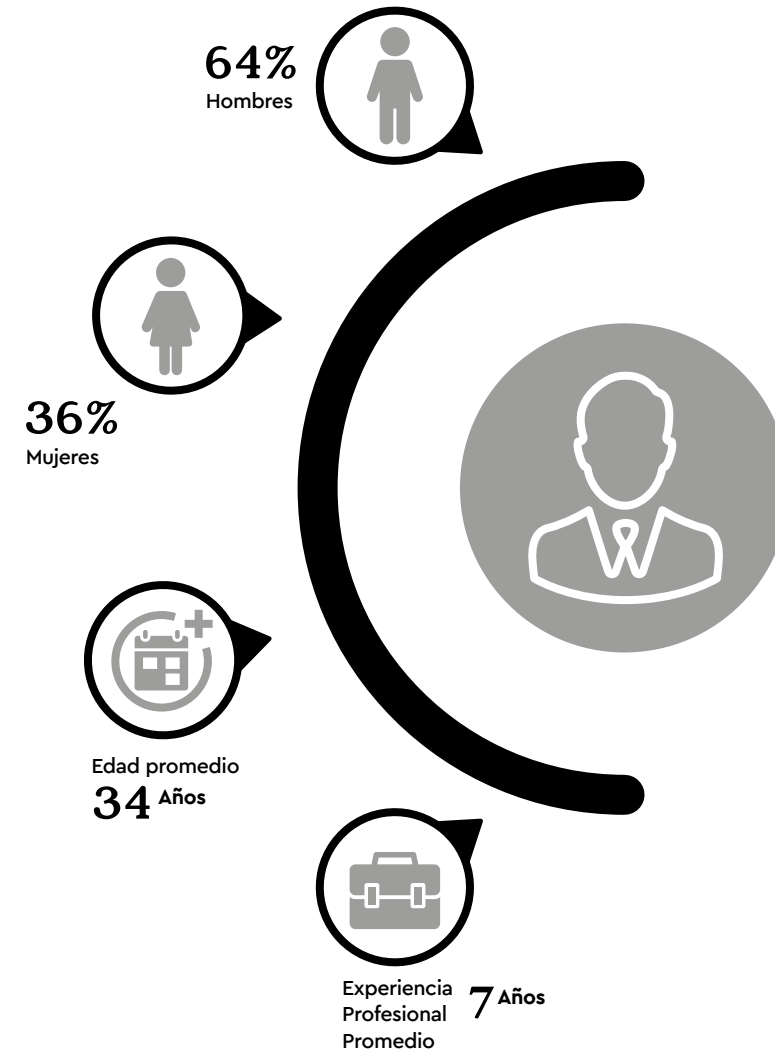 64%
Hombres
36%
Mujeres
Edad promedio
34 Años
Experiencia
Profesional
Promedio
7 Años